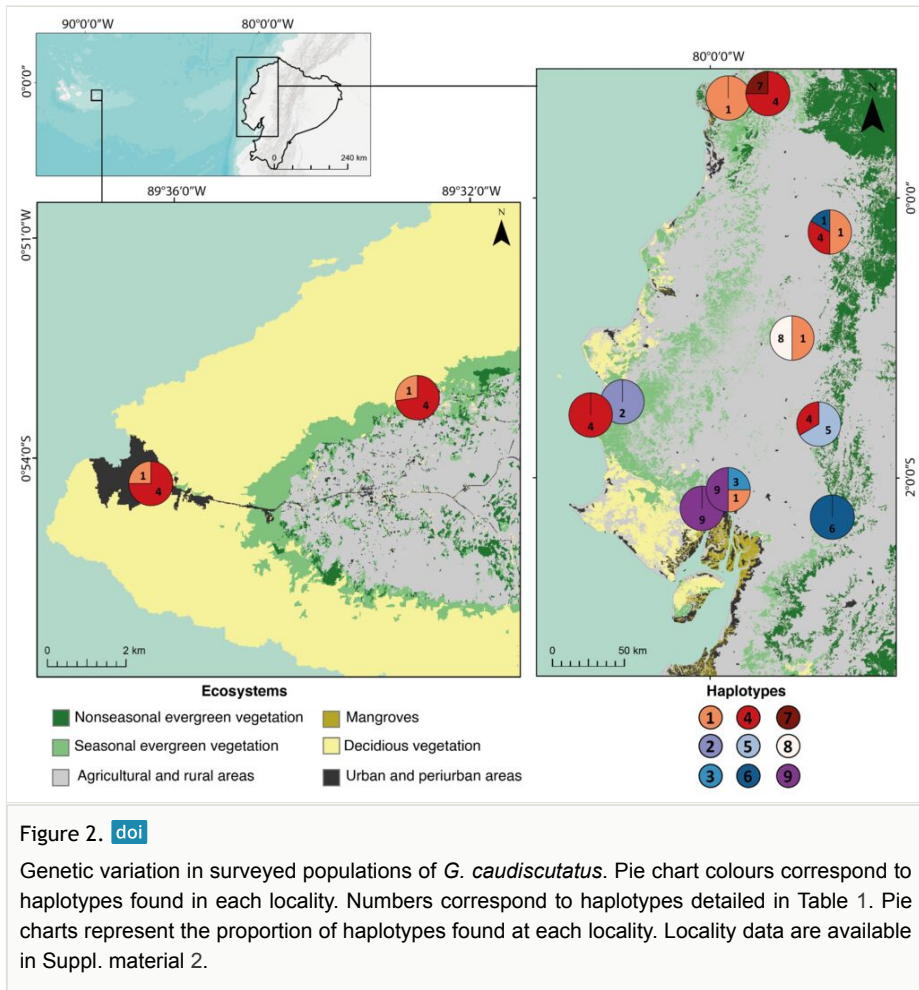 90°0'0"W
80°0'0"W
0°0'0"
0
240 km
89°36'0"W
89°32'0"W
0°51'0"W
0°54'0"S
N
1
4
1
4
0
2 km
80°0'0"W
N
0°0'0"
2°0'0"S
1
7
4
1
4
1
8
1
2
4
4
5
9
3
1
9
6
0
50 km
Ecosystems
Nonseasonal evergreen vegetation
Mangroves
Seasonal evergreen vegetation
Decidious vegetation
Agricultural and rural areas
Urban and periurban areas
Haplotypes
1 4 7
2 5 8
3 6 9
Figure 2. doi
Genetic variation in surveyed populations of G. caudiscutatus. Pie chart colours correspond to
haplotypes found in each locality. Numbers correspond to haplotypes detailed in Table 1. Pie
charts represent the proportion of haplotypes found at each locality. Locality data are available
in Suppl. material 2.